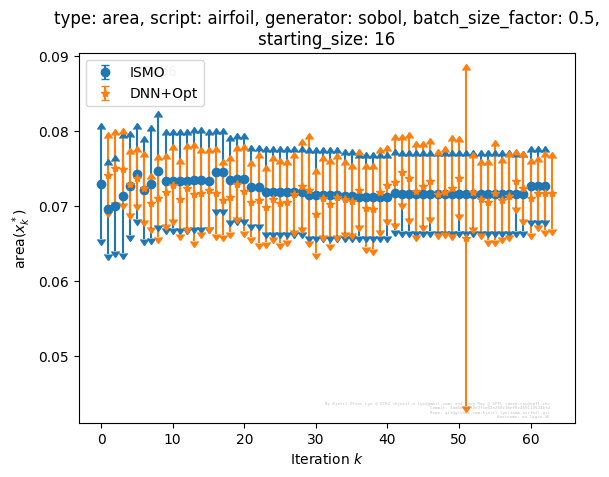 type: area, script: airfoil, generator: sobol, batch_size_factor: 0.5,
starting_size: 16
0.09
0.08
0.07
0.06
0.05
area(x*k)
ISMO
DNN+Opt
0 10 20 30 40 50 60
Iteration k